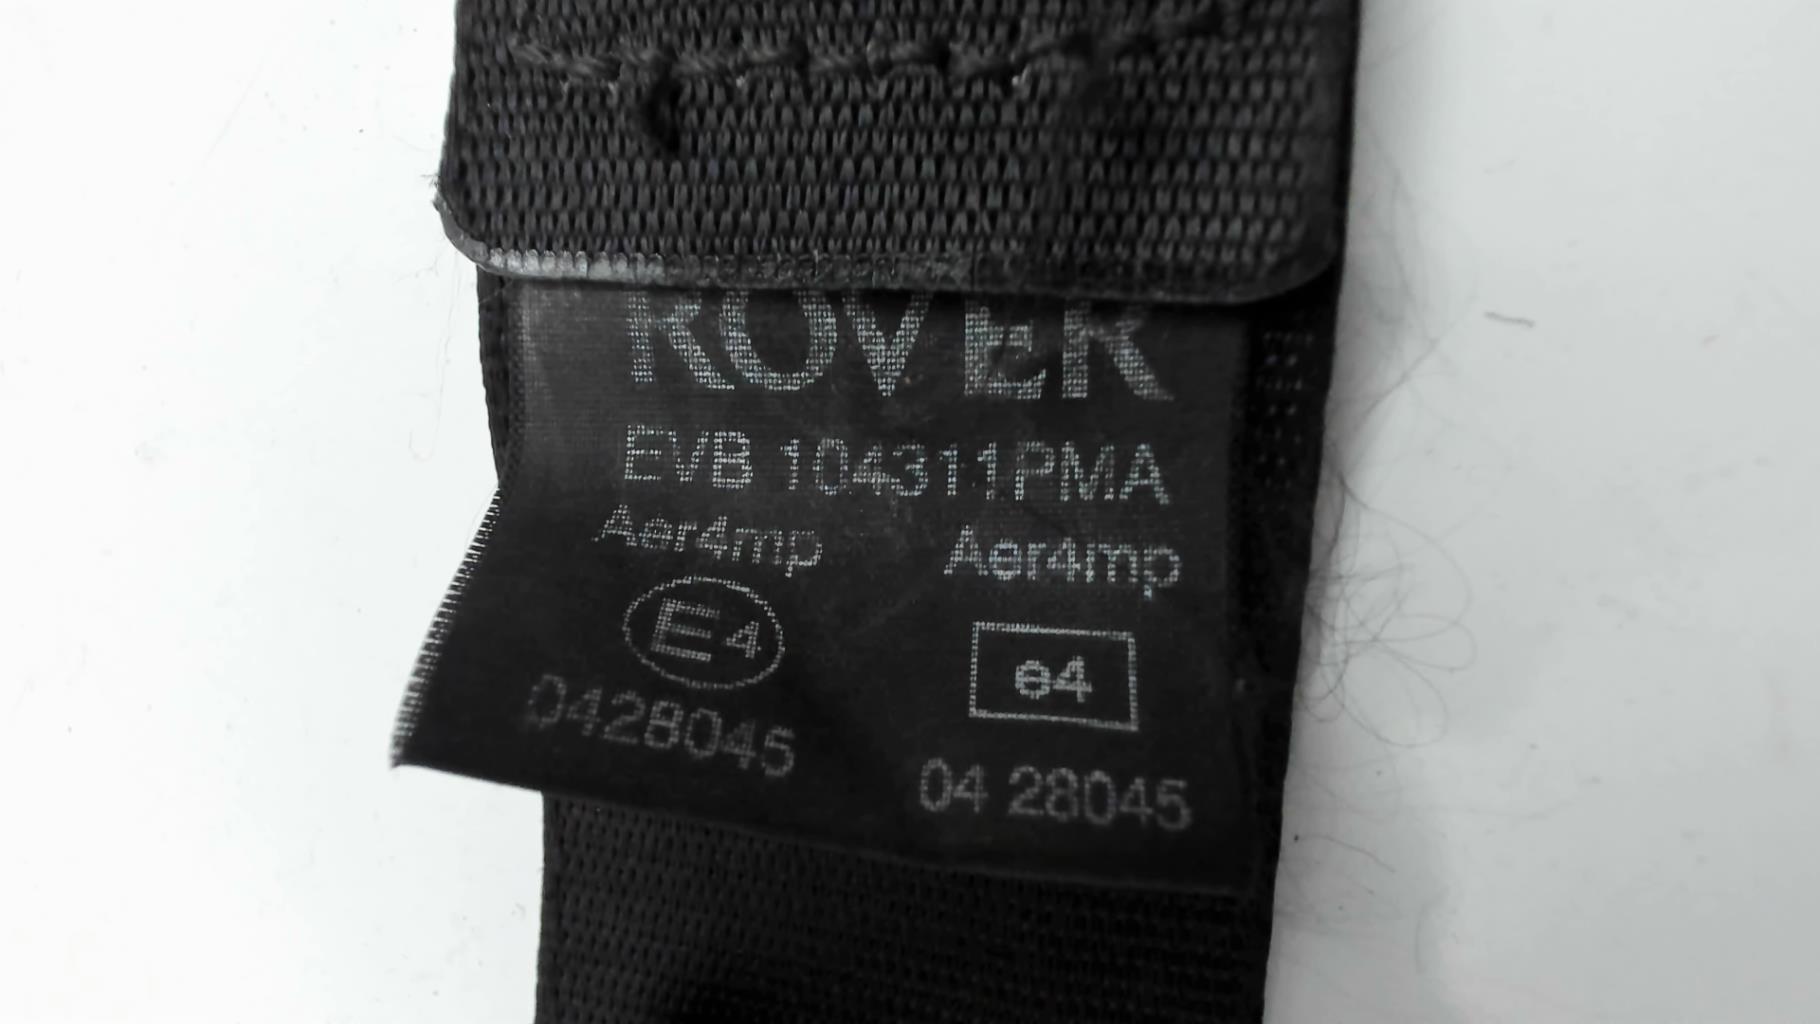 ROVER
EVB 104311PMA
Aer4mp Aer4mp
E4 e4
0428045 04 28045